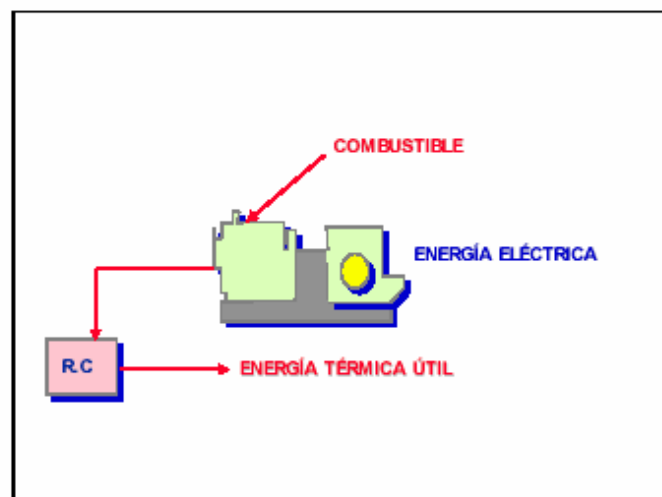 COMBUSTIBLE
ENERGÍA ELÉCTRICA
R.C
ENERGÍA TÉRMICA ÚTIL